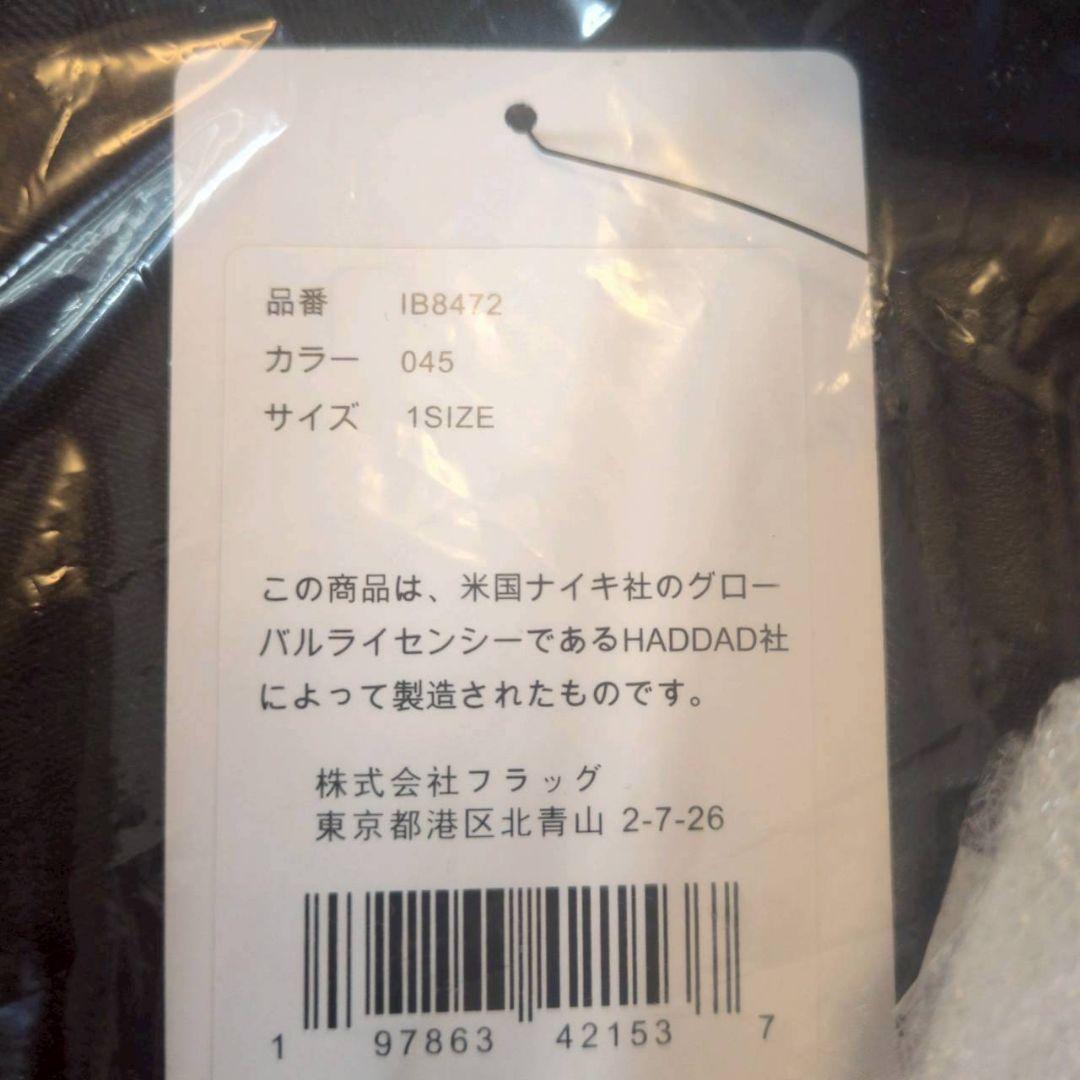 品番 IB8472
カラー 045
サイズ 1SIZE
この商品は、米国ナイキ社のグロー
バルライセンシーであるHADDAD社
によって製造されたものです。
株式会社フラッグ
東京都港区北青山 2-7-26
1 97863 42153 7